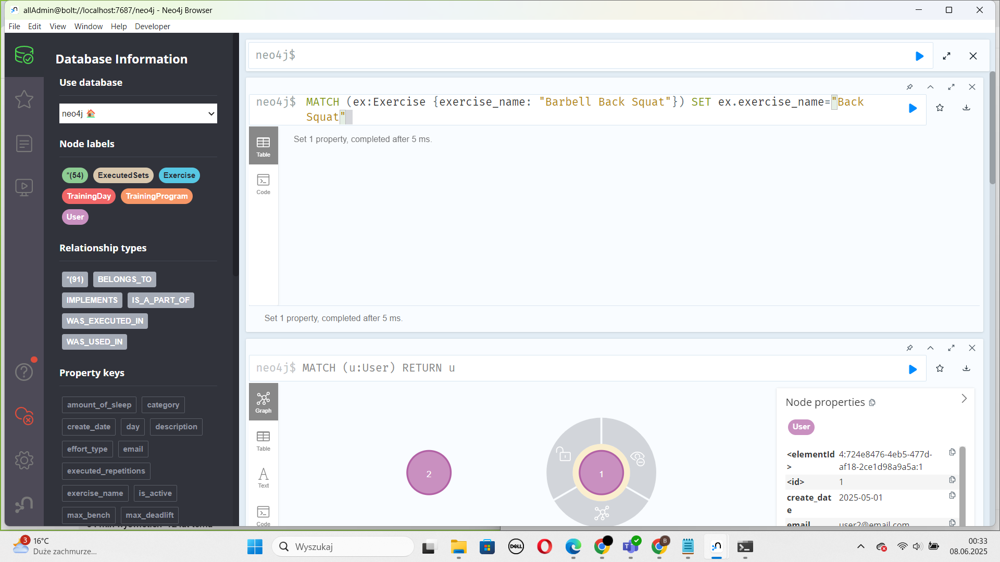 allAdmin@bolt://localhost:7687/neo4j - Neo4j Browser
File Edit View Window Help Developer
Database Information
Use database
neo4j
Node labels
*(54) ExecutedSets Exercise
TrainingDay TrainingProgram
User
Relationship types
*(91) BELONGS_TO
IMPLEMENTS IS_A_PART_OF
WAS_EXECUTED_IN
WAS_USED_IN
Property keys
amount_of_sleep category
create_date day description
effort_type email
executed_repetitions
exercise_name is_active
max_bench max_deadlift
neo4j$
neo4j$ MATCH (ex:Exercise {exercise_name: "Barbell Back Squat"}) SET ex.exercise_name="Back
Squat"
Table
Code
Set 1 property, completed after 5 ms.
Set 1 property, completed after 5 ms.
neo4j$ MATCH (u:User) RETURN u
Graph
Table
Text
Code
2
1
Node properties
User
<elementId
> 4:724e8476-4eb5-477d-
af18-2ce1d98a9a5a:1
<id> 1
create_dat
e 2025-05-01
email user2@email.com
3
16°C
Duże zachmurze...
Wyszukaj
DELL
B
00:33
08.06.2025